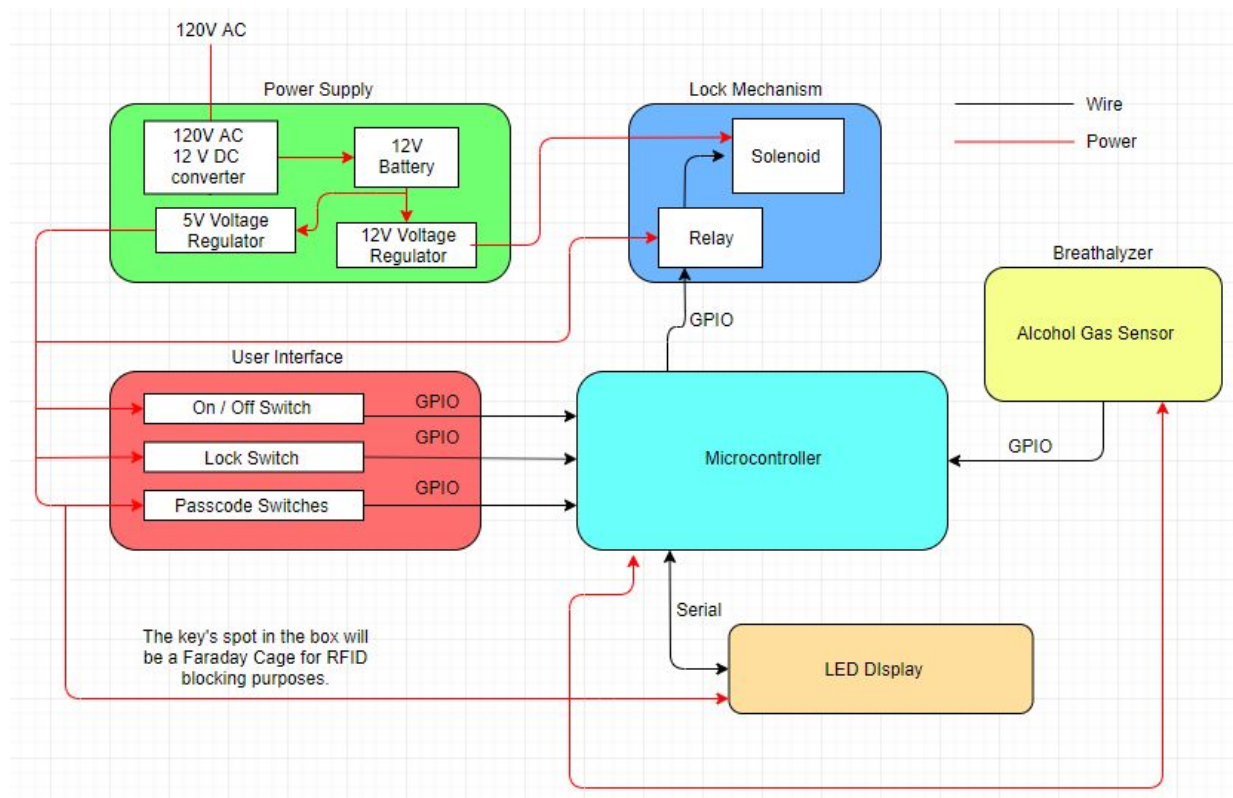 120V AC
Power Supply
120V AC
12 V DC
converter
12V
Battery
5V Voltage
Regulator
12V Voltage
Regulator
Lock Mechanism
Solenoid
Relay
GPIO
Wire
Power
Breathalyzer
Alcohol Gas Sensor
GPIO
User Interface
On / Off Switch
GPIO
Lock Switch
GPIO
Passcode Switches
GPIO
Microcontroller
Serial
LED DIsplay
The key's spot in the box will
be a Faraday Cage for RFID
blocking purposes.